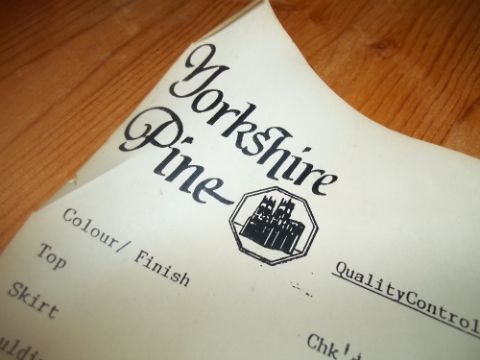 Yorkshire
Pine
QualityControl
Colour/ Finish
Top
Chk'd
Skirt